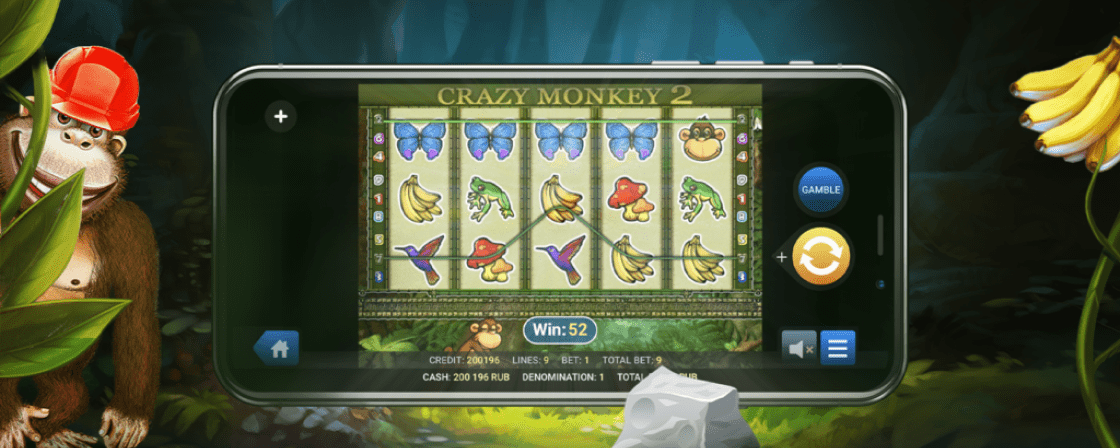 CRAZY MONKEY 2
GAMBLE
Win: 52
CREDIT: 200196 LINES: 9 BET: 1 TOTAL BET: 9
CASH: 200 196 RUB DENOMINATION: 1 RUB